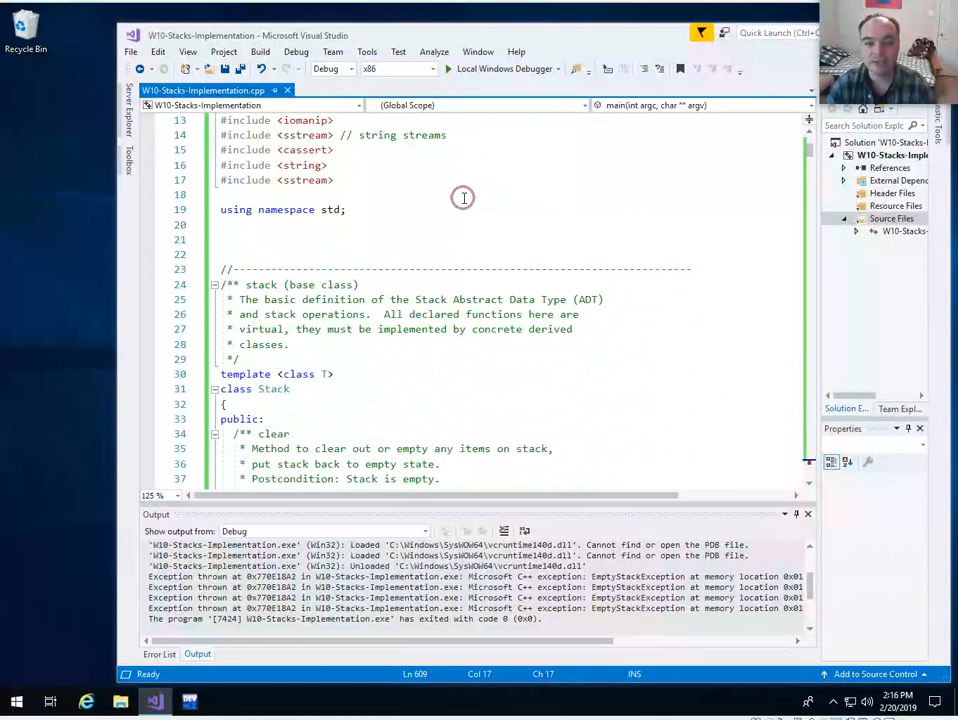 Recycle Bin
W10-Stacks-Implementation - Microsoft Visual Studio
Quick Launch (Ctrl+
File Edit View Project Build Debug Team Tools Test Analyze Window Help
Debug x86 Local Windows Debugger
W10-Stacks-Implementation.cpp
W10-Stacks-Implementation (Global Scope) main(int argc, char ** argv)
Server Explorer
Toolbox
13 #include <iomanip>
14 #include <sstream> // string streams
15 #include <cassert>
16 #include <string>
17 #include <sstream>
18
19 using namespace std;
20
21
22
23 //-------------------------------------------------------------------------
24 /** stack (base class)
25 * The basic definition of the Stack Abstract Data Type (ADT)
26 * and stack operations.  All declared functions here are
27 * virtual, they must be implemented by concrete derived
28 * classes.
29 */
30 template <class T>
31 class Stack
32 {
33 public:
34 /** clear
35 * Method to clear out or empty any items on stack,
36 * put stack back to empty state.
37 * Postcondition: Stack is empty.
125 %
Output
Show output from: Debug
'W10-Stacks-Implementation.exe' (Win32): Loaded 'C:\Windows\SysWOW64\vcruntime140d.dll'. Cannot find or open the PDB file.
'W10-Stacks-Implementation.exe' (Win32): Loaded 'C:\Windows\SysWOW64\vcruntime140d.dll'. Cannot find or open the PDB file.
'W10-Stacks-Implementation.exe' (Win32): Unloaded 'C:\Windows\SysWOW64\vcruntime140d.dll'
Exception thrown at 0x770E18A2 in W10-Stacks-Implementation.exe: Microsoft C++ exception: EmptyStackException at memory location 0x01
Exception thrown at 0x770E18A2 in W10-Stacks-Implementation.exe: Microsoft C++ exception: EmptyStackException at memory location 0x01
Exception thrown at 0x770E18A2 in W10-Stacks-Implementation.exe: Microsoft C++ exception: EmptyStackException at memory location 0x01
Exception thrown at 0x770E18A2 in W10-Stacks-Implementation.exe: Microsoft C++ exception: EmptyStackException at memory location 0x01
The program '[7424] W10-Stacks-Implementation.exe' has exited with code 0 (0x0).
Error List Output
Search Solution Explo
Solution 'W10-Stacks-
W10-Stacks-Imple
References
External Depend
Header Files
Resource Files
Source Files
W10-Stacks-
Solution E... Team Expl...
Properties
Diagnostic Tools
Ready Ln 609 Col 17 Ch 17 INS Add to Source Control
DEV
2:16 PM
2/20/2019